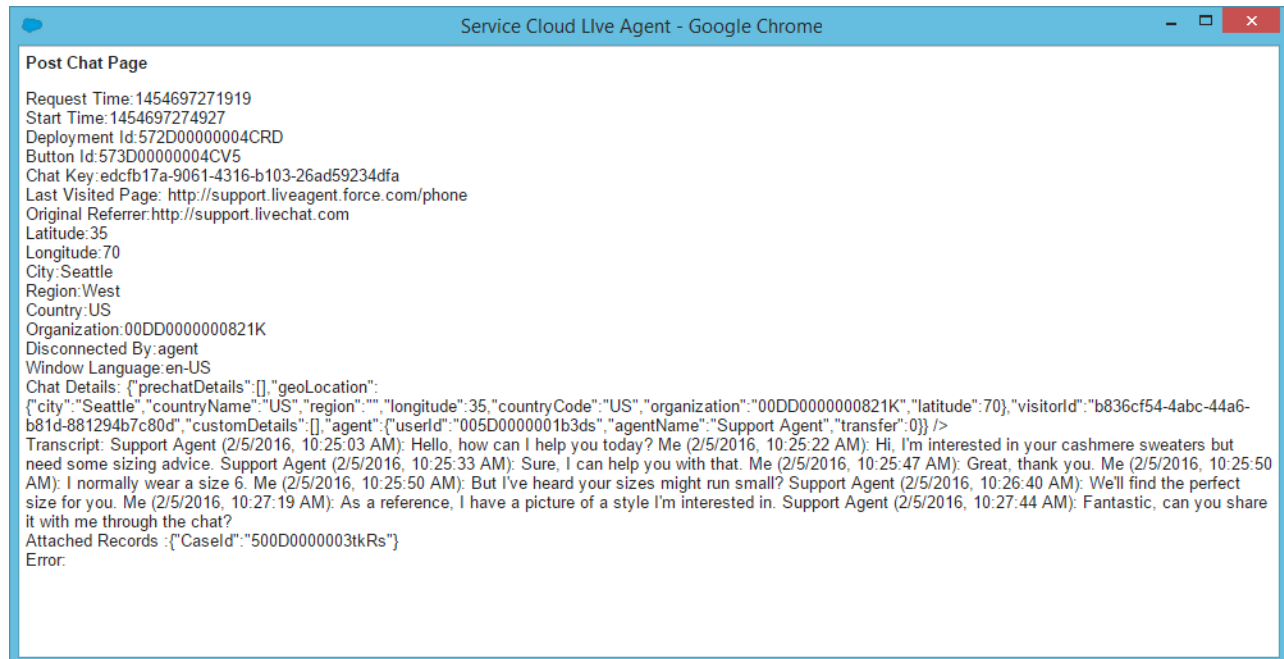 Service Cloud LIve Agent - Google Chrome
Post Chat Page
Request Time:1454697271919
Start Time:1454697274927
Deployment Id:572D00000004CRD
Button Id:573D00000004CV5
Chat Key:edcfb17a-9061-4316-b103-26ad59234dfa
Last Visited Page: http://support.liveagent.force.com/phone
Original Referrer:http://support.livechat.com
Latitude:35
Longitude:70
City:Seattle
Region:West
Country:US
Organization:00DD0000000821K
Disconnected By:agent
Window Language:en-US
Chat Details: {"prechatDetails":[],"geoLocation":
{"city":"Seattle","countryName":"US","region":"","longitude":35,"countryCode":"US","organization":"00DD0000000821K","latitude":70},"visitorId":"b836cf54-4abc-44a6-
b81d-881294b7c80d","customDetails":[],"agent":{"userId":"005D0000001b3ds","agentName":"Support Agent","transfer":0}} />
Transcript: Support Agent (2/5/2016, 10:25:03 AM): Hello, how can I help you today? Me (2/5/2016, 10:25:22 AM): Hi, I'm interested in your cashmere sweaters but
need some sizing advice. Support Agent (2/5/2016, 10:25:33 AM): Sure, I can help you with that. Me (2/5/2016, 10:25:47 AM): Great, thank you. Me (2/5/2016, 10:25:50
AM): I normally wear a size 6. Me (2/5/2016, 10:25:50 AM): But I've heard your sizes might run small? Support Agent (2/5/2016, 10:26:40 AM): We'll find the perfect
size for you. Me (2/5/2016, 10:27:19 AM): As a reference, I have a picture of a style I'm interested in. Support Agent (2/5/2016, 10:27:44 AM): Fantastic, can you share
it with me through the chat?
Attached Records :{"CaseId":"500D0000003tkRs"}
Error: